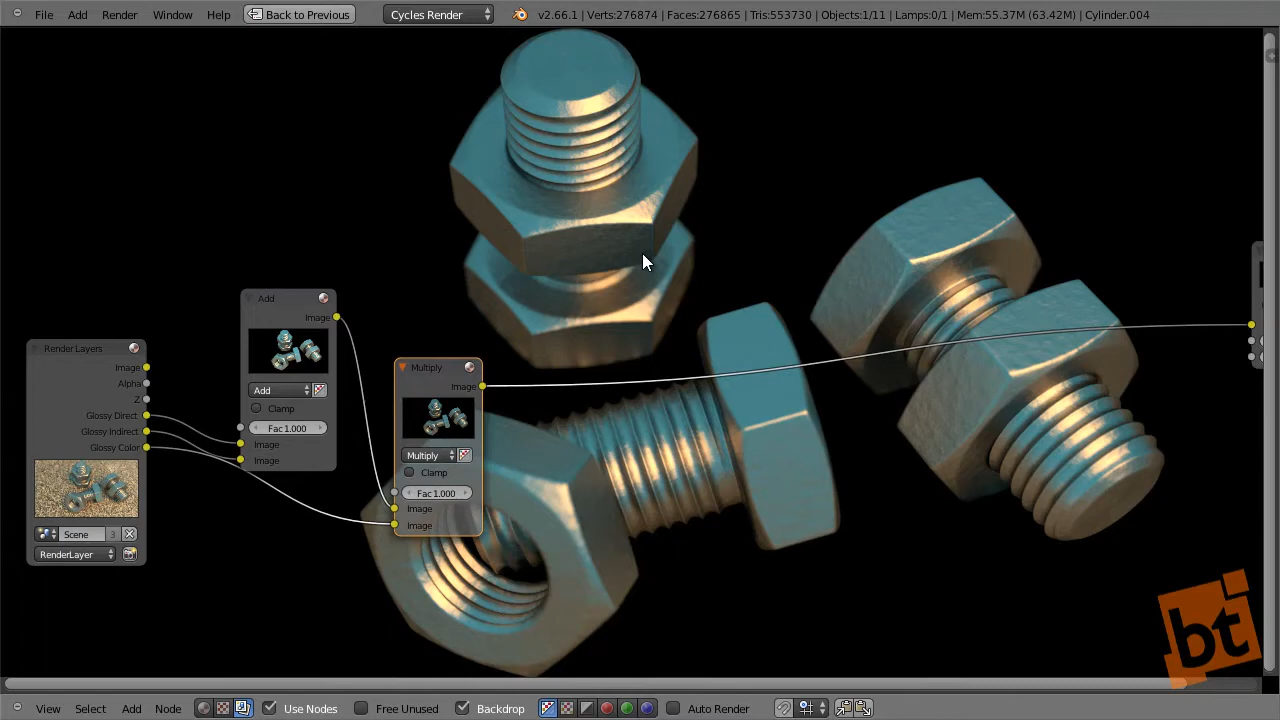 File Add Render Window Help Back to Previous Cycles Render v2.66.1 | Verts:276874 | Faces:276865 | Tris:553730 | Objects:1/11 | Lamps:0/1 | Mem:55.37M (63.42M) | Cylinder.004
Render Layers
Image
Alpha
Z
Glossy Direct
Glossy Indirect
Glossy Color
Scene 3
RenderLayer
Add
Image
Add
Clamp
Fac 1.000
Image
Image
Multiply
Image
Multiply
Clamp
Fac 1.000
Image
Image
bt
View Select Add Node Use Nodes Free Unused Backdrop Auto Render